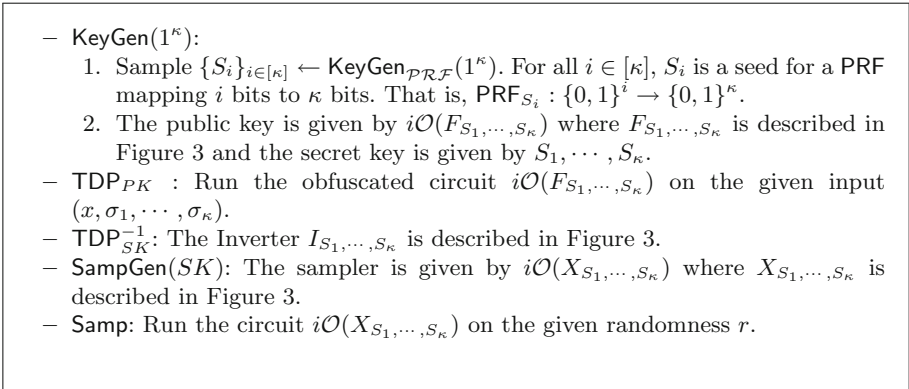 – KeyGen(1^κ):
1. Sample {S_i}_{i∈[κ]} ← KeyGen_{PRF}(1^κ). For all i ∈ [κ], S_i is a seed for a PRF
mapping i bits to κ bits. That is, PRF_{S_i} : {0, 1}^i → {0, 1}^κ.
2. The public key is given by iO(F_{S_1,⋯,S_κ}) where F_{S_1,⋯,S_κ} is described in
Figure 3 and the secret key is given by S_1, ⋯ , S_κ.
– TDP_{PK} : Run the obfuscated circuit iO(F_{S_1,⋯,S_κ}) on the given input
(x, σ_1, ⋯ , σ_κ).
– TDP_{SK}^{-1}: The Inverter I_{S_1,⋯,S_κ} is described in Figure 3.
– SampGen(SK): The sampler is given by iO(X_{S_1,⋯,S_κ}) where X_{S_1,⋯,S_κ} is
described in Figure 3.
– Samp: Run the circuit iO(X_{S_1,⋯,S_κ}) on the given randomness r.